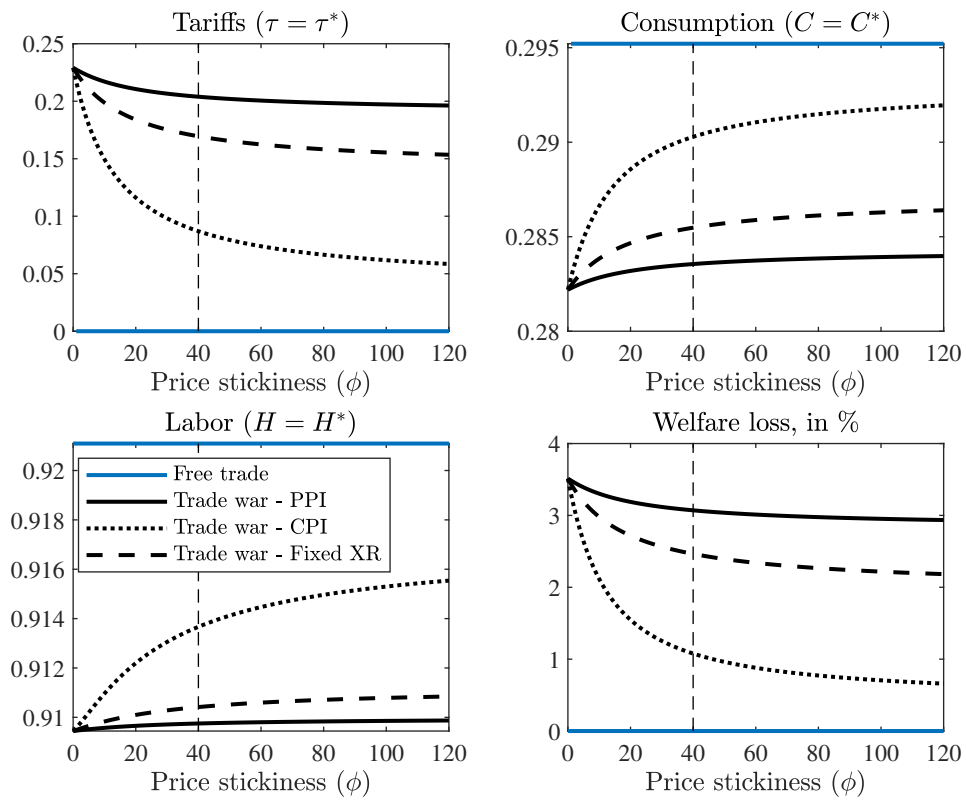 Tariffs (τ = τ*)
0.25
0.2
0.15
0.1
0.05
0
0 20 40 60 80 100 120
Price stickiness (ϕ)
Consumption (C = C*)
0.295
0.29
0.285
0.28
0 20 40 60 80 100 120
Price stickiness (ϕ)
Labor (H = H*)
0.92
0.918
0.916
0.914
0.912
0.91
Free trade
Trade war - PPI
Trade war - CPI
Trade war - Fixed XR
0 20 40 60 80 100 120
Price stickiness (ϕ)
Welfare loss, in %
4
3
2
1
0
0 20 40 60 80 100 120
Price stickiness (ϕ)